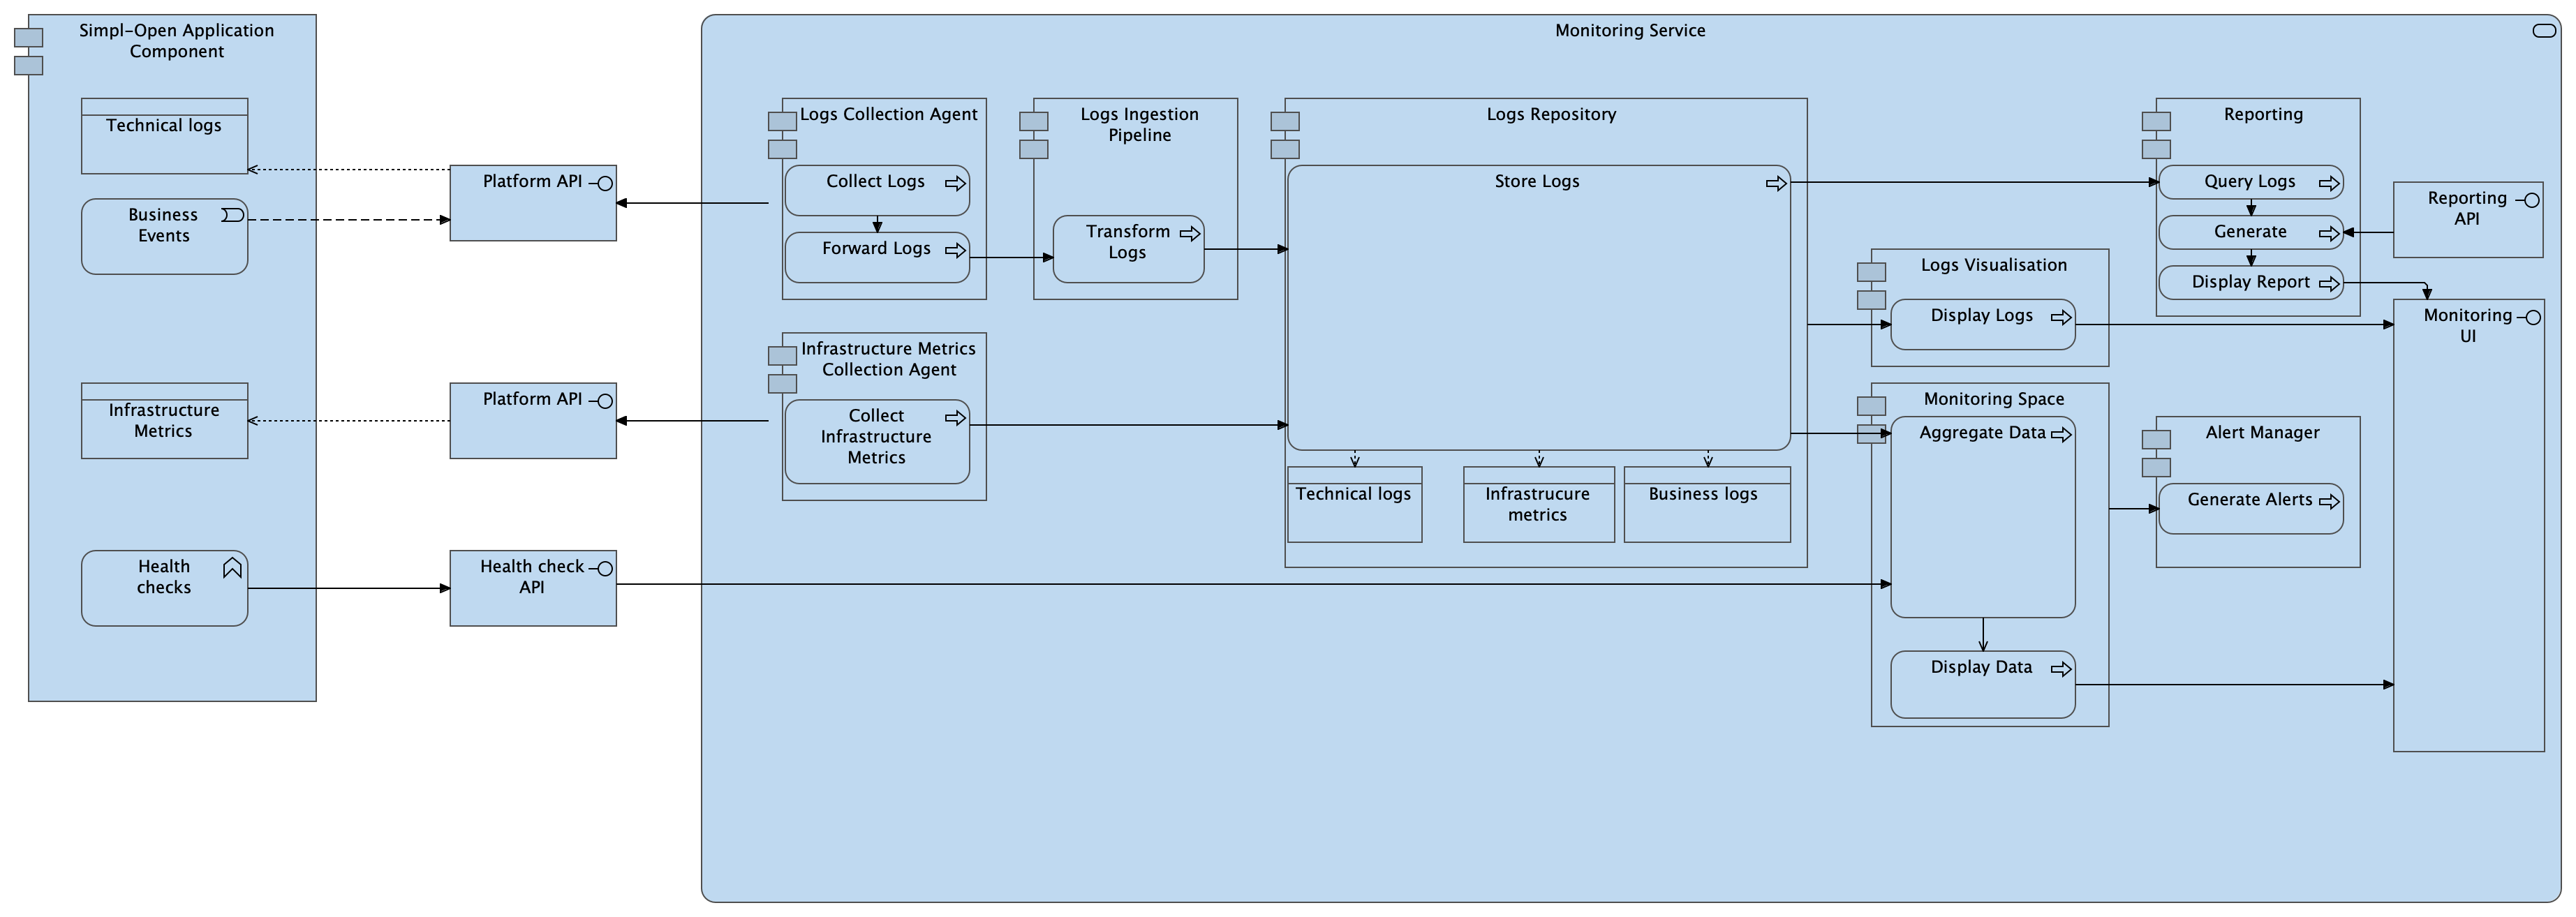 Simpl-Open Application
Component
Technical logs
Business
Events
Infrastructure
Metrics
Health
checks
Platform API
Platform API
Health check
API
Monitoring Service
Logs Collection Agent
Collect Logs
Forward Logs
Infrastructure Metrics
Collection Agent
Collect
Infrastructure
Metrics
Logs Ingestion
Pipeline
Transform
Logs
Logs Repository
Store Logs
Technical logs
Infrastrucure
metrics
Business logs
Logs Visualisation
Display Logs
Monitoring Space
Aggregate Data
Display Data
Reporting
Query Logs
Generate
Display Report
Alert Manager
Generate Alerts
Reporting
API
Monitoring
UI